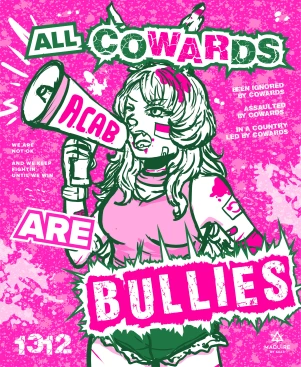 ALL COWARDS
BEEN IGNORED
BY COWARDS
ASSAULTED
BY COWARDS
IN A COUNTRY
LED BY COWARDS
ACAB
WE ARE
NOT OK
AND WE KEEP
FIGHTIN'
UNTIL WE WIN
ARE
BULLIES
1312